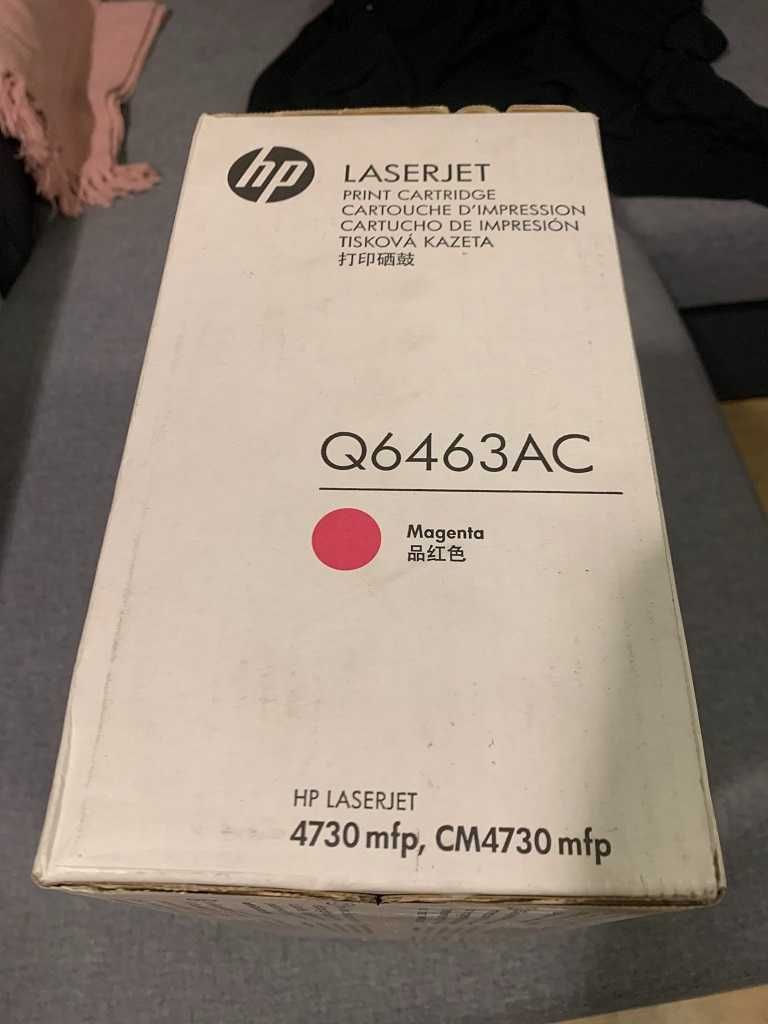 hp
LASERJET
PRINT CARTRIDGE
CARTOUCHE D'IMPRESSION
CARTUCHO DE IMPRESIÓN
TISKOVÁ KAZETA
打印硒鼓
Q6463AC
Magenta
品红色
HP LASERJET
4730 mfp, CM4730 mfp